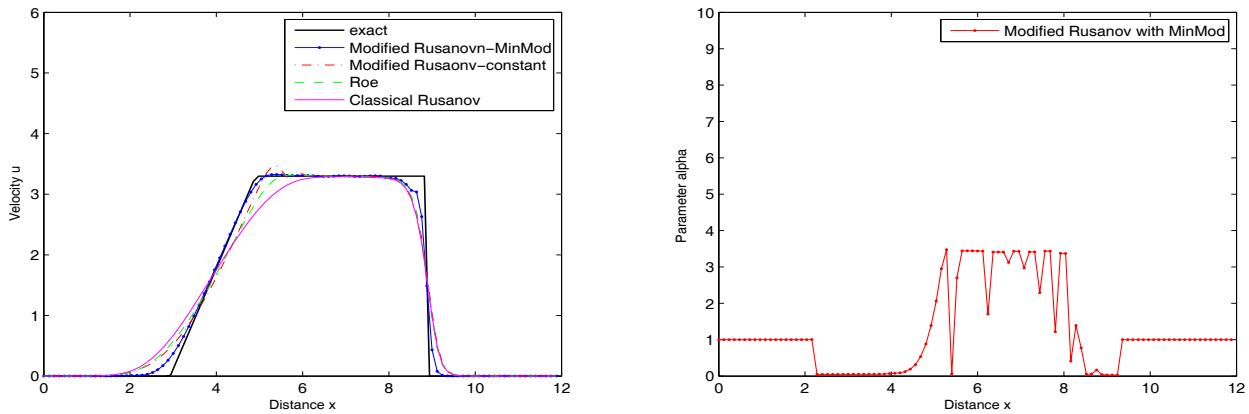 6
5
4
3
2
1
0
Velocity u
0 2 4 6 8 10 12
Distance x
exact
Modified Rusanovn-MinMod
Modified Rusaonv-constant
Roe
Classical Rusanov
10
9
8
7
6
5
4
3
2
1
0
Parameter alpha
0 2 4 6 8 10 12
Distance x
Modified Rusanov with MinMod